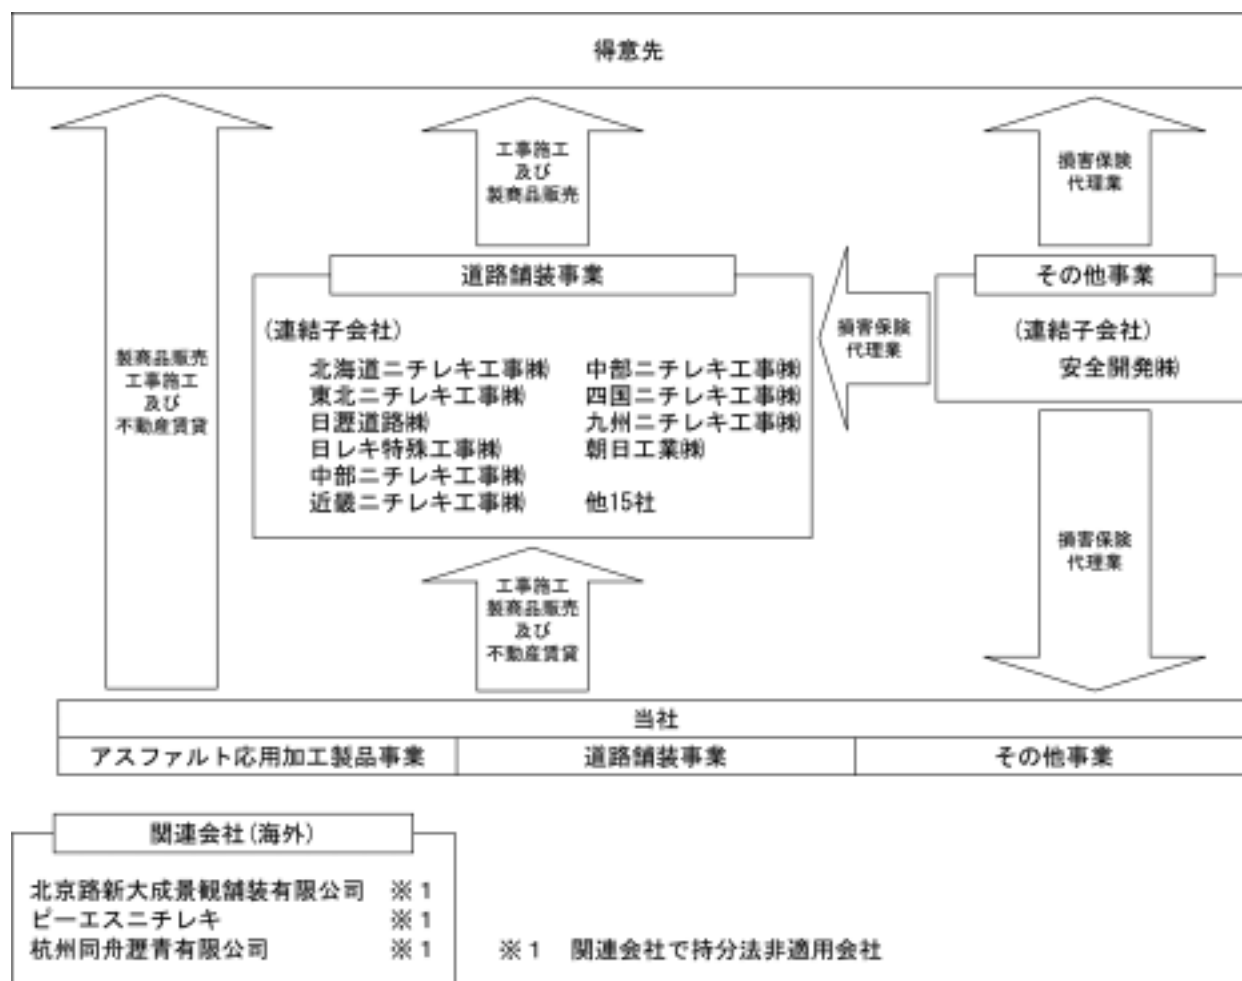 得意先
工事施工
及び
製商品販売
損害保険
代理業
道路舗装事業
その他事業
(連結子会社)
北海道ニチレキ工事㈱
東北ニチレキ工事㈱
日瀝道路㈱
日レキ特殊工事㈱
中部ニチレキ工事㈱
近畿ニチレキ工事㈱
中部ニチレキ工事㈱
四国ニチレキ工事㈱
九州ニチレキ工事㈱
朝日工業㈱
他15社
損害保険
代理業
(連結子会社)
安全開発㈱
製商品販売
工事施工
及び
不動産賃貸
工事施工
製商品販売
及び
不動産賃貸
損害保険
代理業
当社
アスファルト応用加工製品事業
道路舗装事業
その他事業
関連会社(海外)
北京路新大成景観舗装有限公司 ※1
ピーエスニチレキ ※1
杭州同舟瀝青有限公司 ※1
※1 関連会社で持分法非適用会社